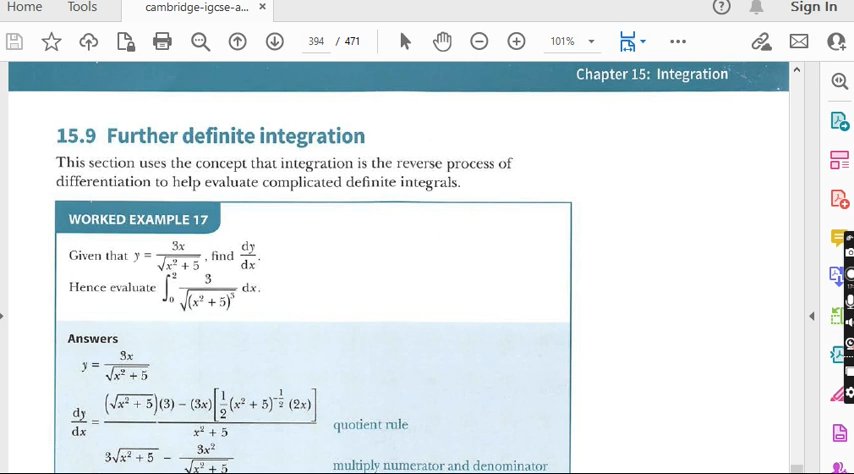 Home Tools cambridge-igcse-a... × Sign In
394 / 471 101%
Chapter 15: Integration
15.9 Further definite integration
This section uses the concept that integration is the reverse process of
differentiation to help evaluate complicated definite integrals.
WORKED EXAMPLE 17
Given that y = 3x/√(x² + 5), find dy/dx.
Hence evaluate ∫₀² 3/√((x² + 5)³) dx.
Answers
y = 3x/√(x² + 5)
dy/dx = ((√(x² + 5))(3) − (3x)[1/2(x² + 5)^(−1/2)(2x)])/(x² + 5) quotient rule
3√(x² + 5) − 3x²/√(x² + 5) multiply numerator and denominator